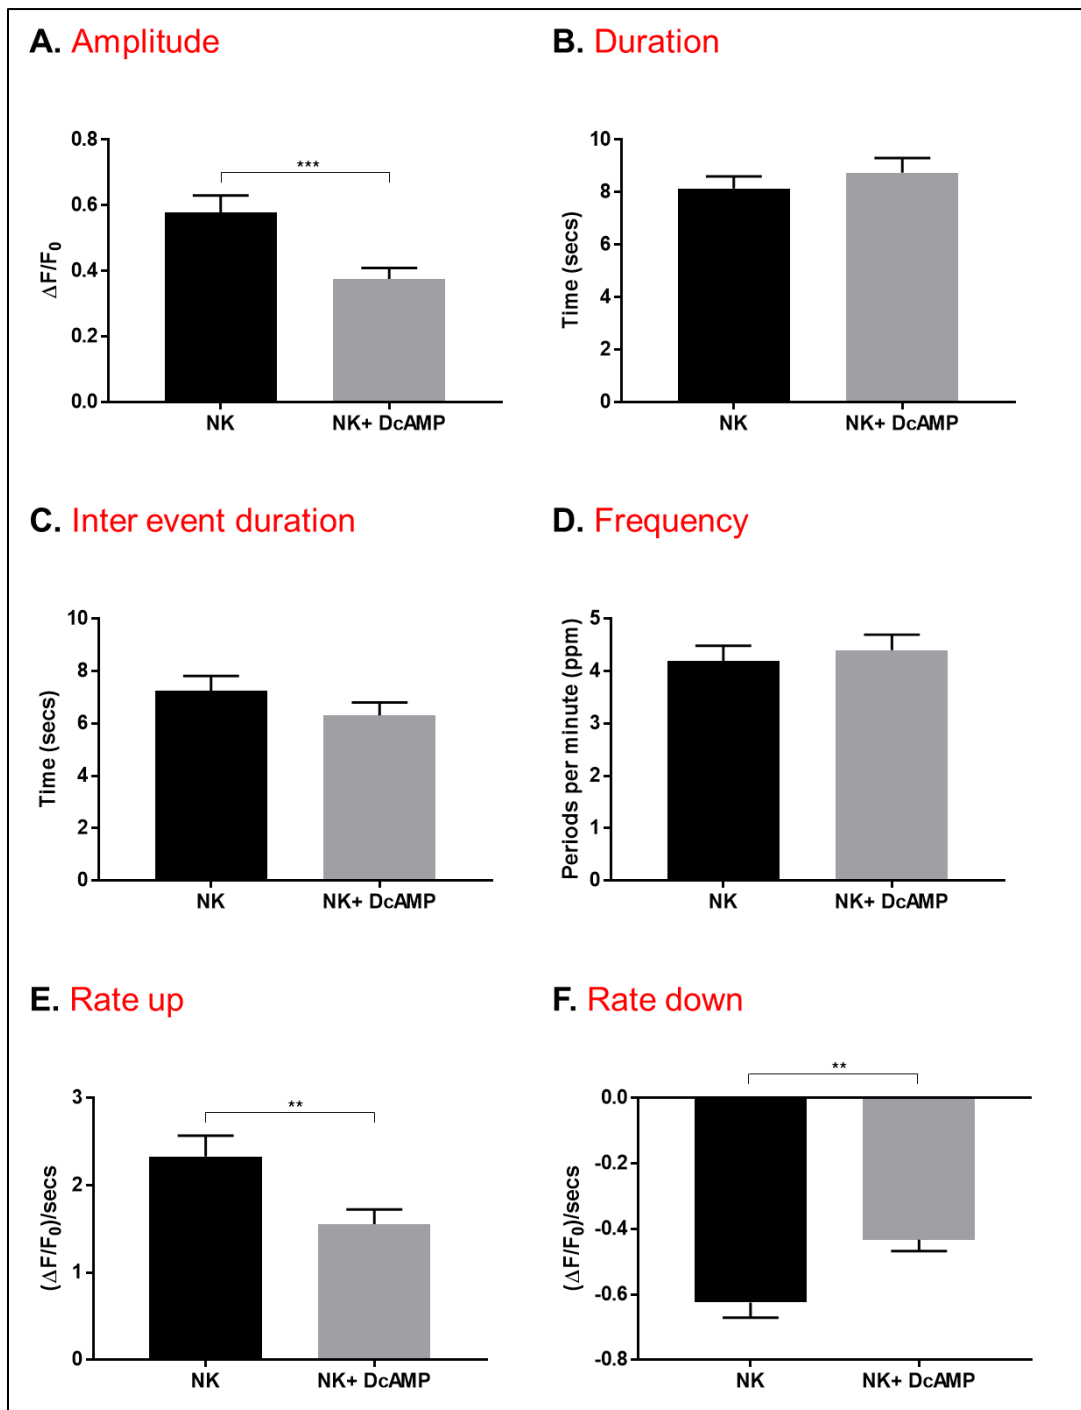 A. Amplitude
0.8
0.6
0.4
0.2
0.0
ΔF/F0
***
NK
NK+ DcAMP
B. Duration
10
8
6
4
2
0
Time (secs)
NK
NK+ DcAMP
C. Inter event duration
10
8
6
4
2
0
Time (secs)
NK
NK+ DcAMP
D. Frequency
5
4
3
2
1
0
Periods per minute (ppm)
NK
NK+ DcAMP
E. Rate up
3
2
1
0
(ΔF/F0)/secs
**
NK
NK+ DcAMP
F. Rate down
**
0.0
-0.2
-0.4
-0.6
-0.8
(ΔF/F0)/secs
NK
NK+ DcAMP